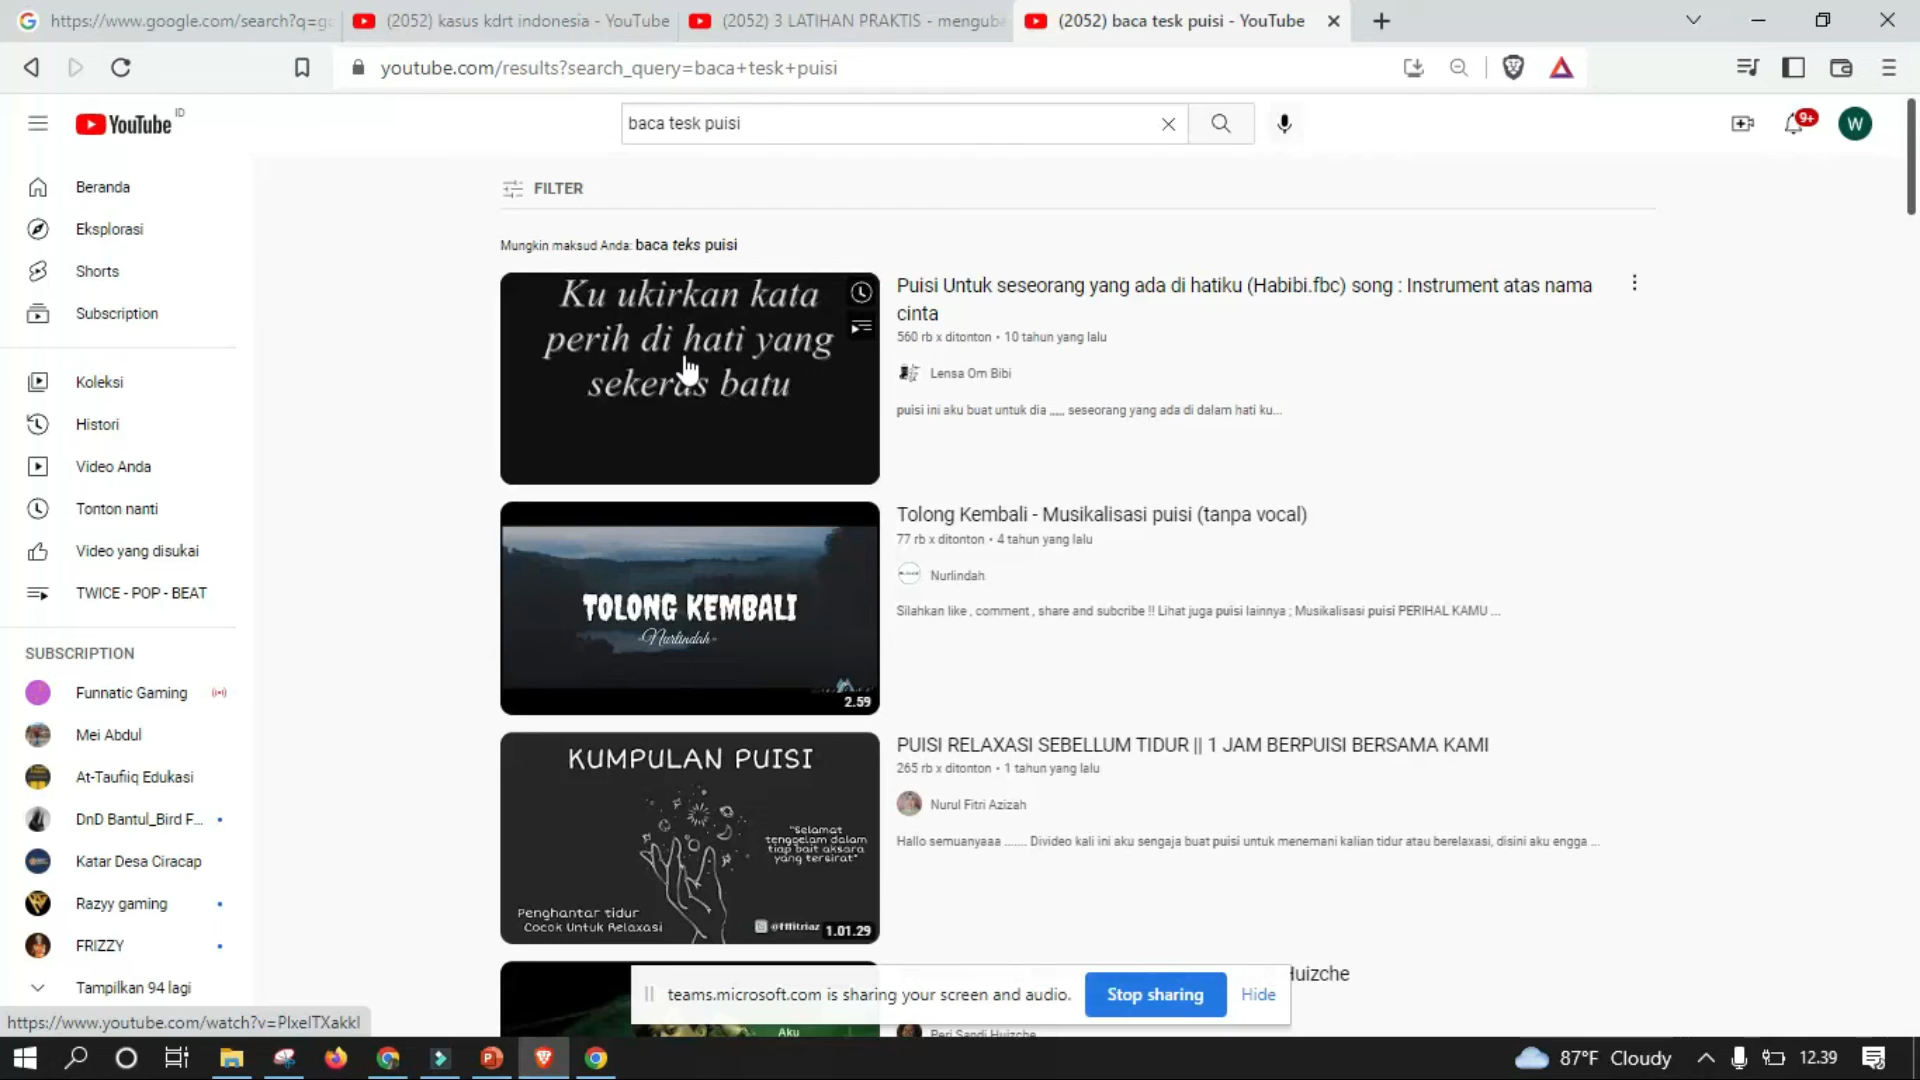 https://www.google.com/search?q=go
(2052) kasus kdrt indonesia - YouTube
(2052) 3 LATIHAN PRAKTIS - menguba
(2052) baca tesk puisi - YouTube
youtube.com/results?search_query=baca+tesk+puisi
YouTube ID
baca tesk puisi
9+
W
Beranda
Eksplorasi
Shorts
Subscription
Koleksi
Histori
Video Anda
Tonton nanti
Video yang disukai
TWICE - POP - BEAT
SUBSCRIPTION
Funnatic Gaming
Mei Abdul
At-Taufiiq Edukasi
DnD Bantul_Bird F...
Katar Desa Ciracap
Razyy gaming
FRIZZY
Tampilkan 94 lagi
FILTER
Mungkin maksud Anda: baca teks puisi
Ku ukirkan kata
perih di hati yang
sekeras batu
Puisi Untuk seseorang yang ada di hatiku (Habibi.fbc) song : Instrument atas nama
cinta
560 rb x ditonton • 10 tahun yang lalu
Lensa Om Bibi
puisi ini aku buat untuk dia ,,,,, seseorang yang ada di dalam hati ku...
TOLONG KEMBALI
-Nurlindah-
2.59
Tolong Kembali - Musikalisasi puisi (tanpa vocal)
77 rb x ditonton • 4 tahun yang lalu
Nurlindah
Silahkan like , comment , share and subcribe !! Lihat juga puisi lainnya ; Musikalisasi puisi PERIHAL KAMU ...
KUMPULAN PUISI
"Selamat
tenggelam dalam
tiap bait aksara
yang tersirat"
Penghantar tidur
Cocok Untuk Relaxasi
@fffitriaz
1.01.29
PUISI RELAXASI SEBELLUM TIDUR || 1 JAM BERPUISI BERSAMA KAMI
265 rb x ditonton • 1 tahun yang lalu
Nurul Fitri Azizah
Hallo semuanyaaa ....... Divideo kali ini aku sengaja buat puisi untuk menemani kalian tidur atau berelaxasi, disini aku engga ...
Huizche
Peri Sandi Huizche
Aku
teams.microsoft.com is sharing your screen and audio.
Stop sharing
Hide
https://www.youtube.com/watch?v=PIxeITXakkI
87°F Cloudy
12.39